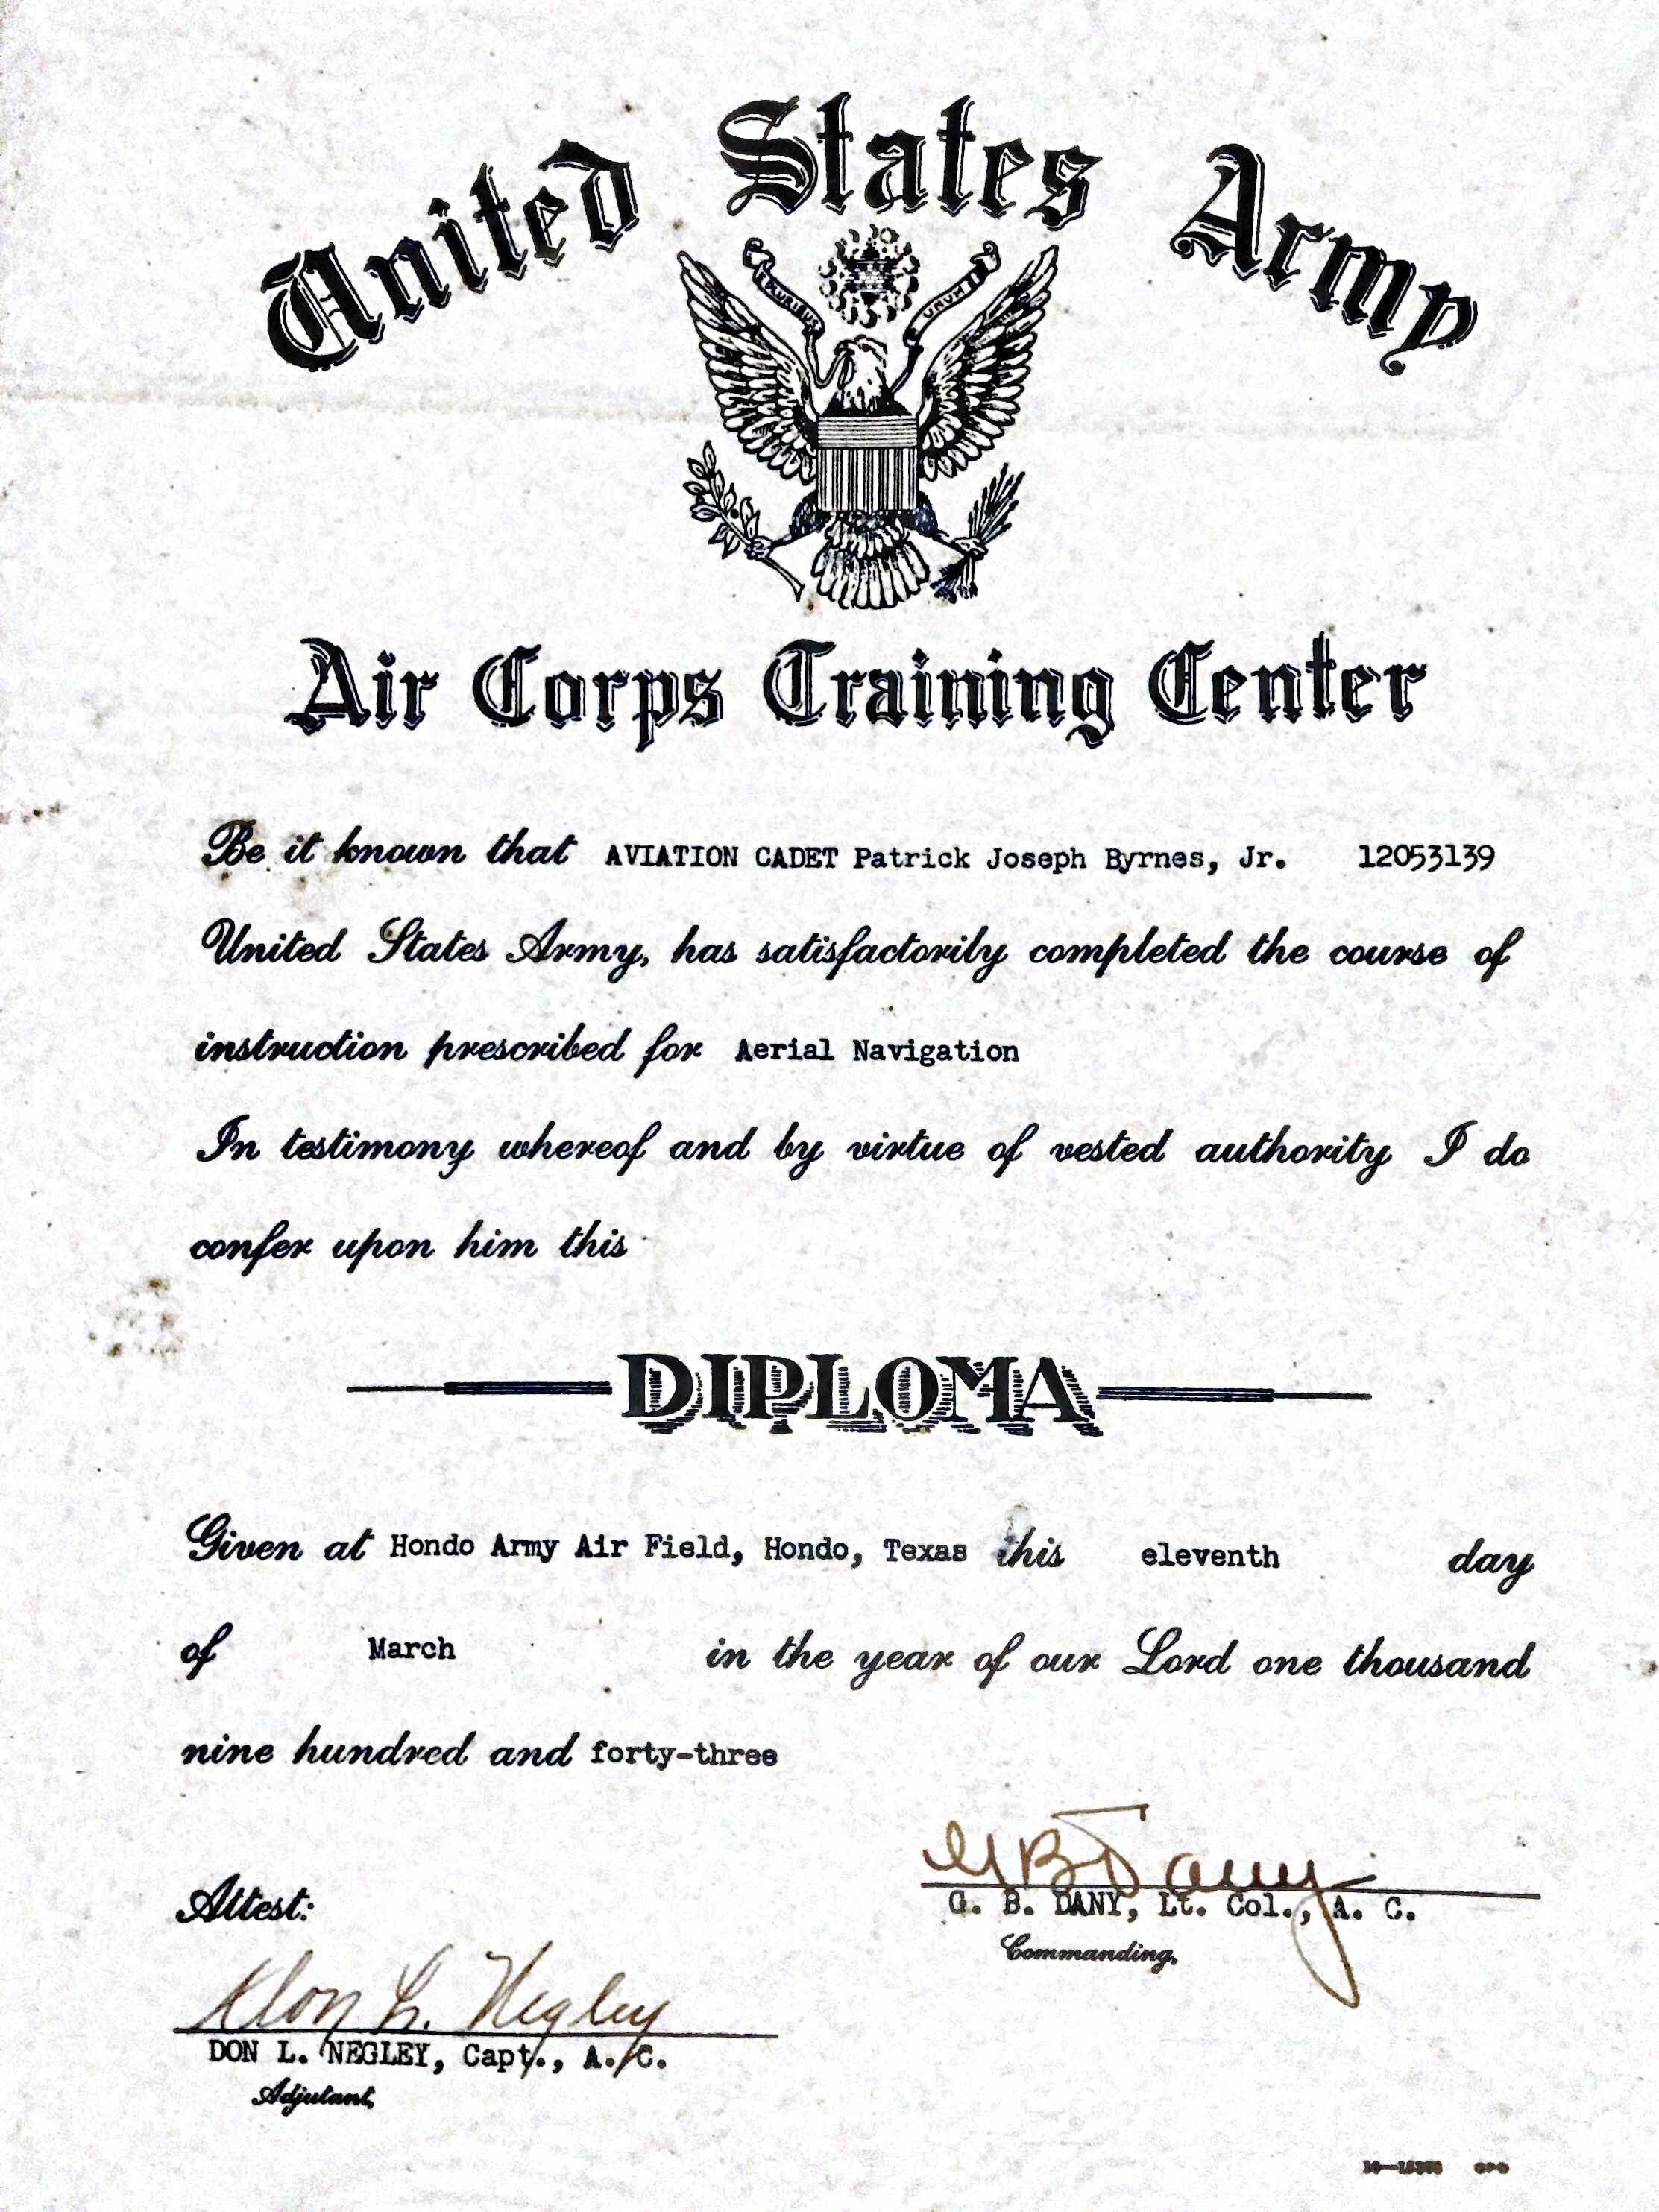 United States Army
PLURIBUS UNUM
Air Corps Training Center
Be it known that AVIATION CADET Patrick Joseph Byrnes, Jr. 12053139
United States Army, has satisfactorily completed the course of
instruction prescribed for Aerial Navigation
In testimony whereof and by virtue of vested authority I do
confer upon him this
DIPLOMA
Given at Hondo Army Air Field, Hondo, Texas this eleventh day
of March in the year of our Lord one thousand
nine hundred and forty-three
G B Dany
G. B. DANY, Lt. Col., A. C.
Commanding.
Attest:
Don L. Negley
DON L. NEGLEY, Capt., A. C.
Adjutant.
GPO